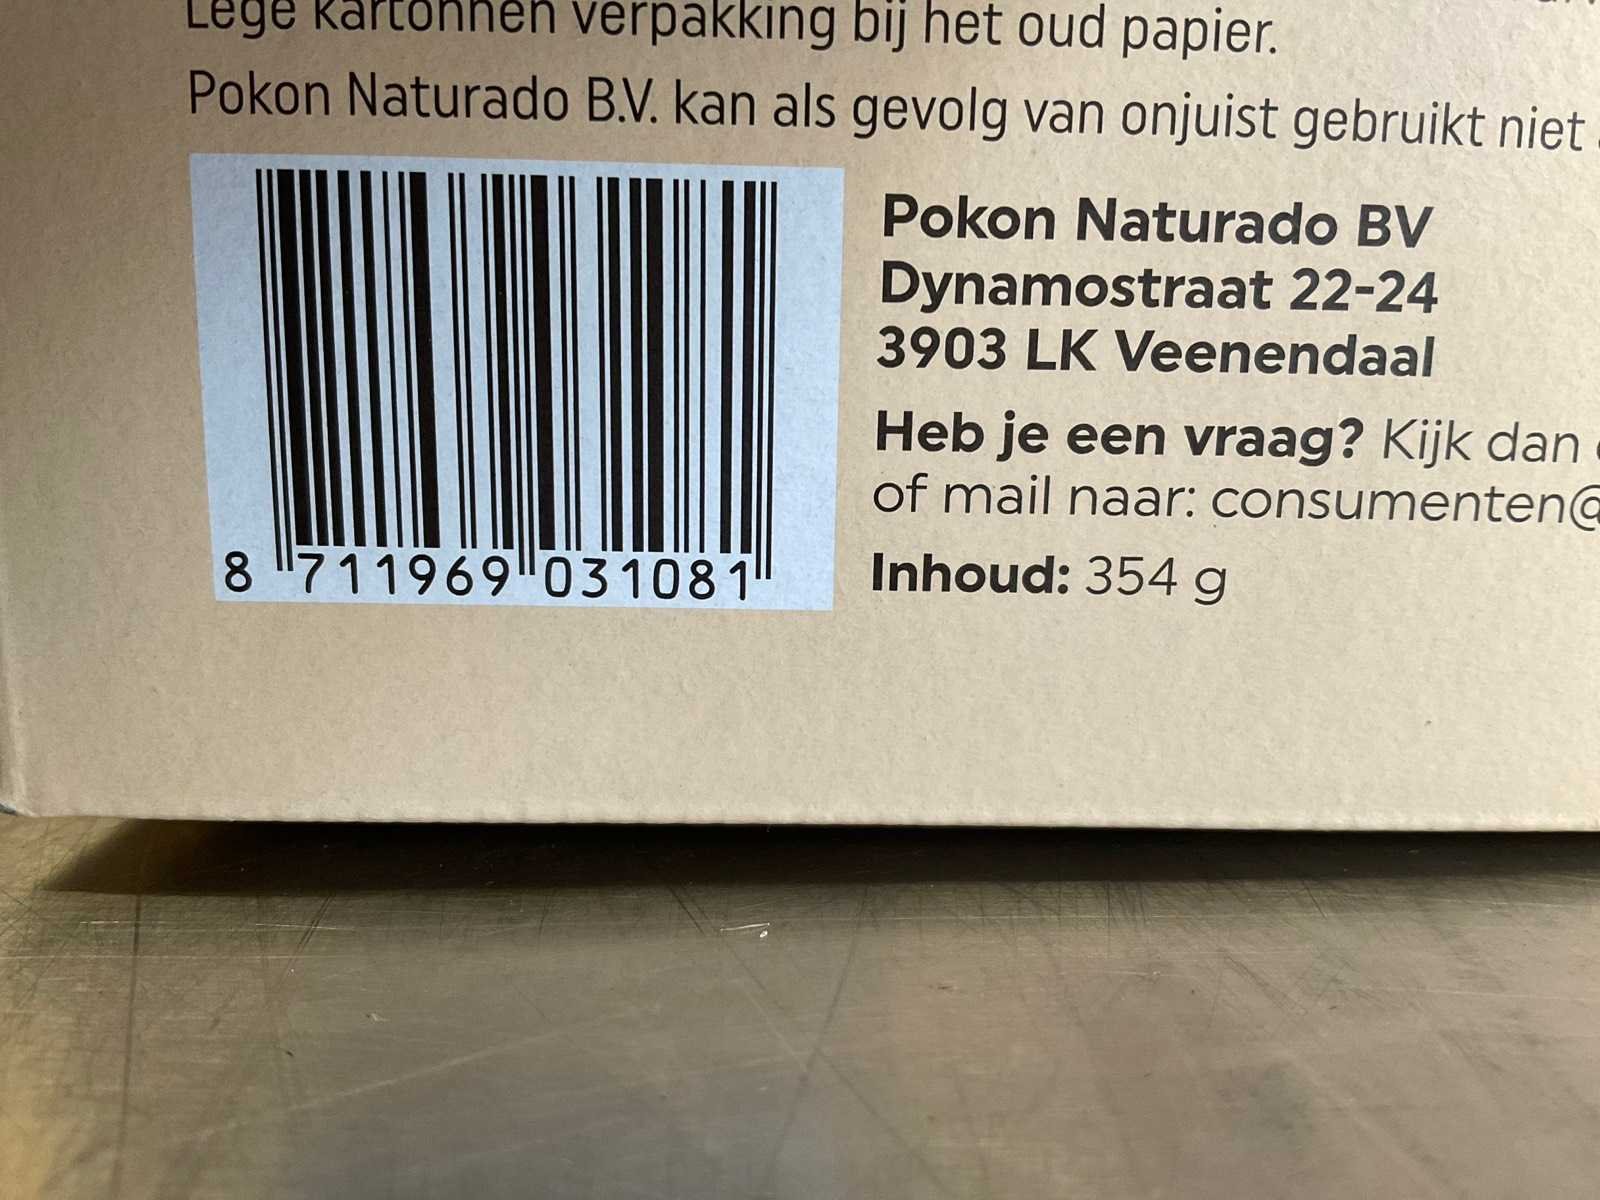 Lege kartonnen verpakking bij het oud papier.
Pokon Naturado B.V. kan als gevolg van onjuist gebruikt niet
Pokon Naturado BV
Dynamostraat 22-24
3903 LK Veenendaal
Heb je een vraag? Kijk dan
of mail naar: consumenten@
Inhoud: 354 g
8 711969 031081